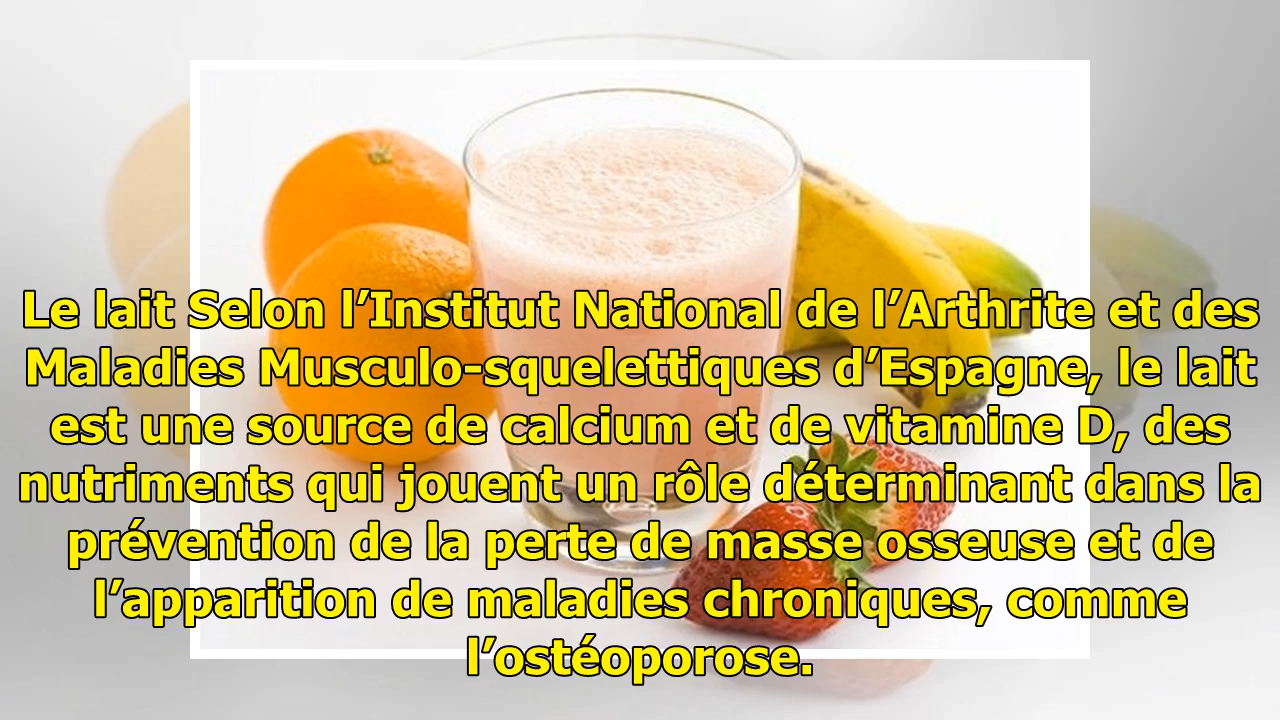 Le lait Selon l’Institut National de l’Arthrite et des
Maladies Musculo-squelettiques d’Espagne, le lait
est une source de calcium et de vitamine D, des
nutriments qui jouent un rôle déterminant dans la
prévention de la perte de masse osseuse et de
l’apparition de maladies chroniques, comme
l’ostéoporose.